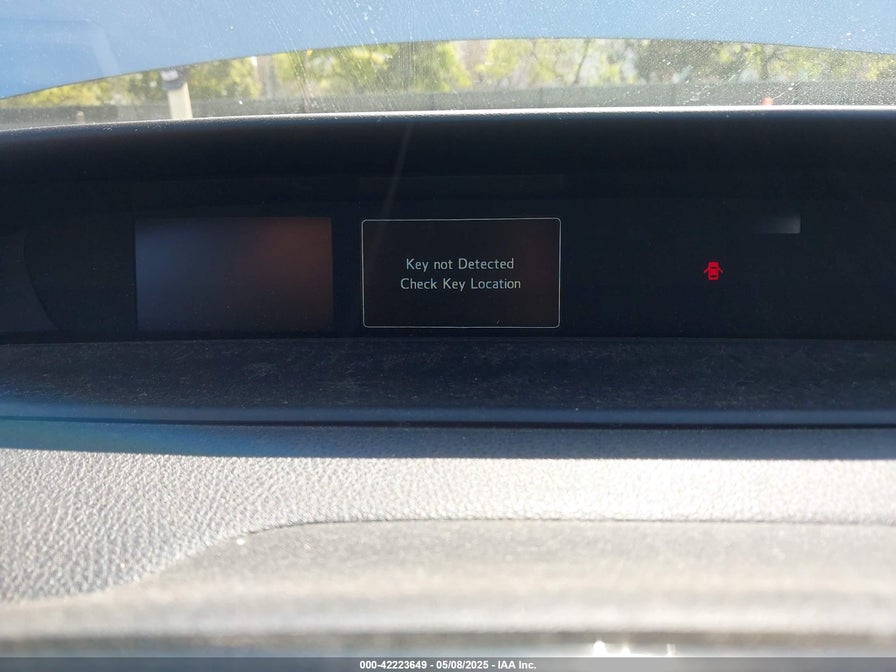 Key not Detected
Check Key Location
000-42223649 - 05/08/2025 - IAA Inc.